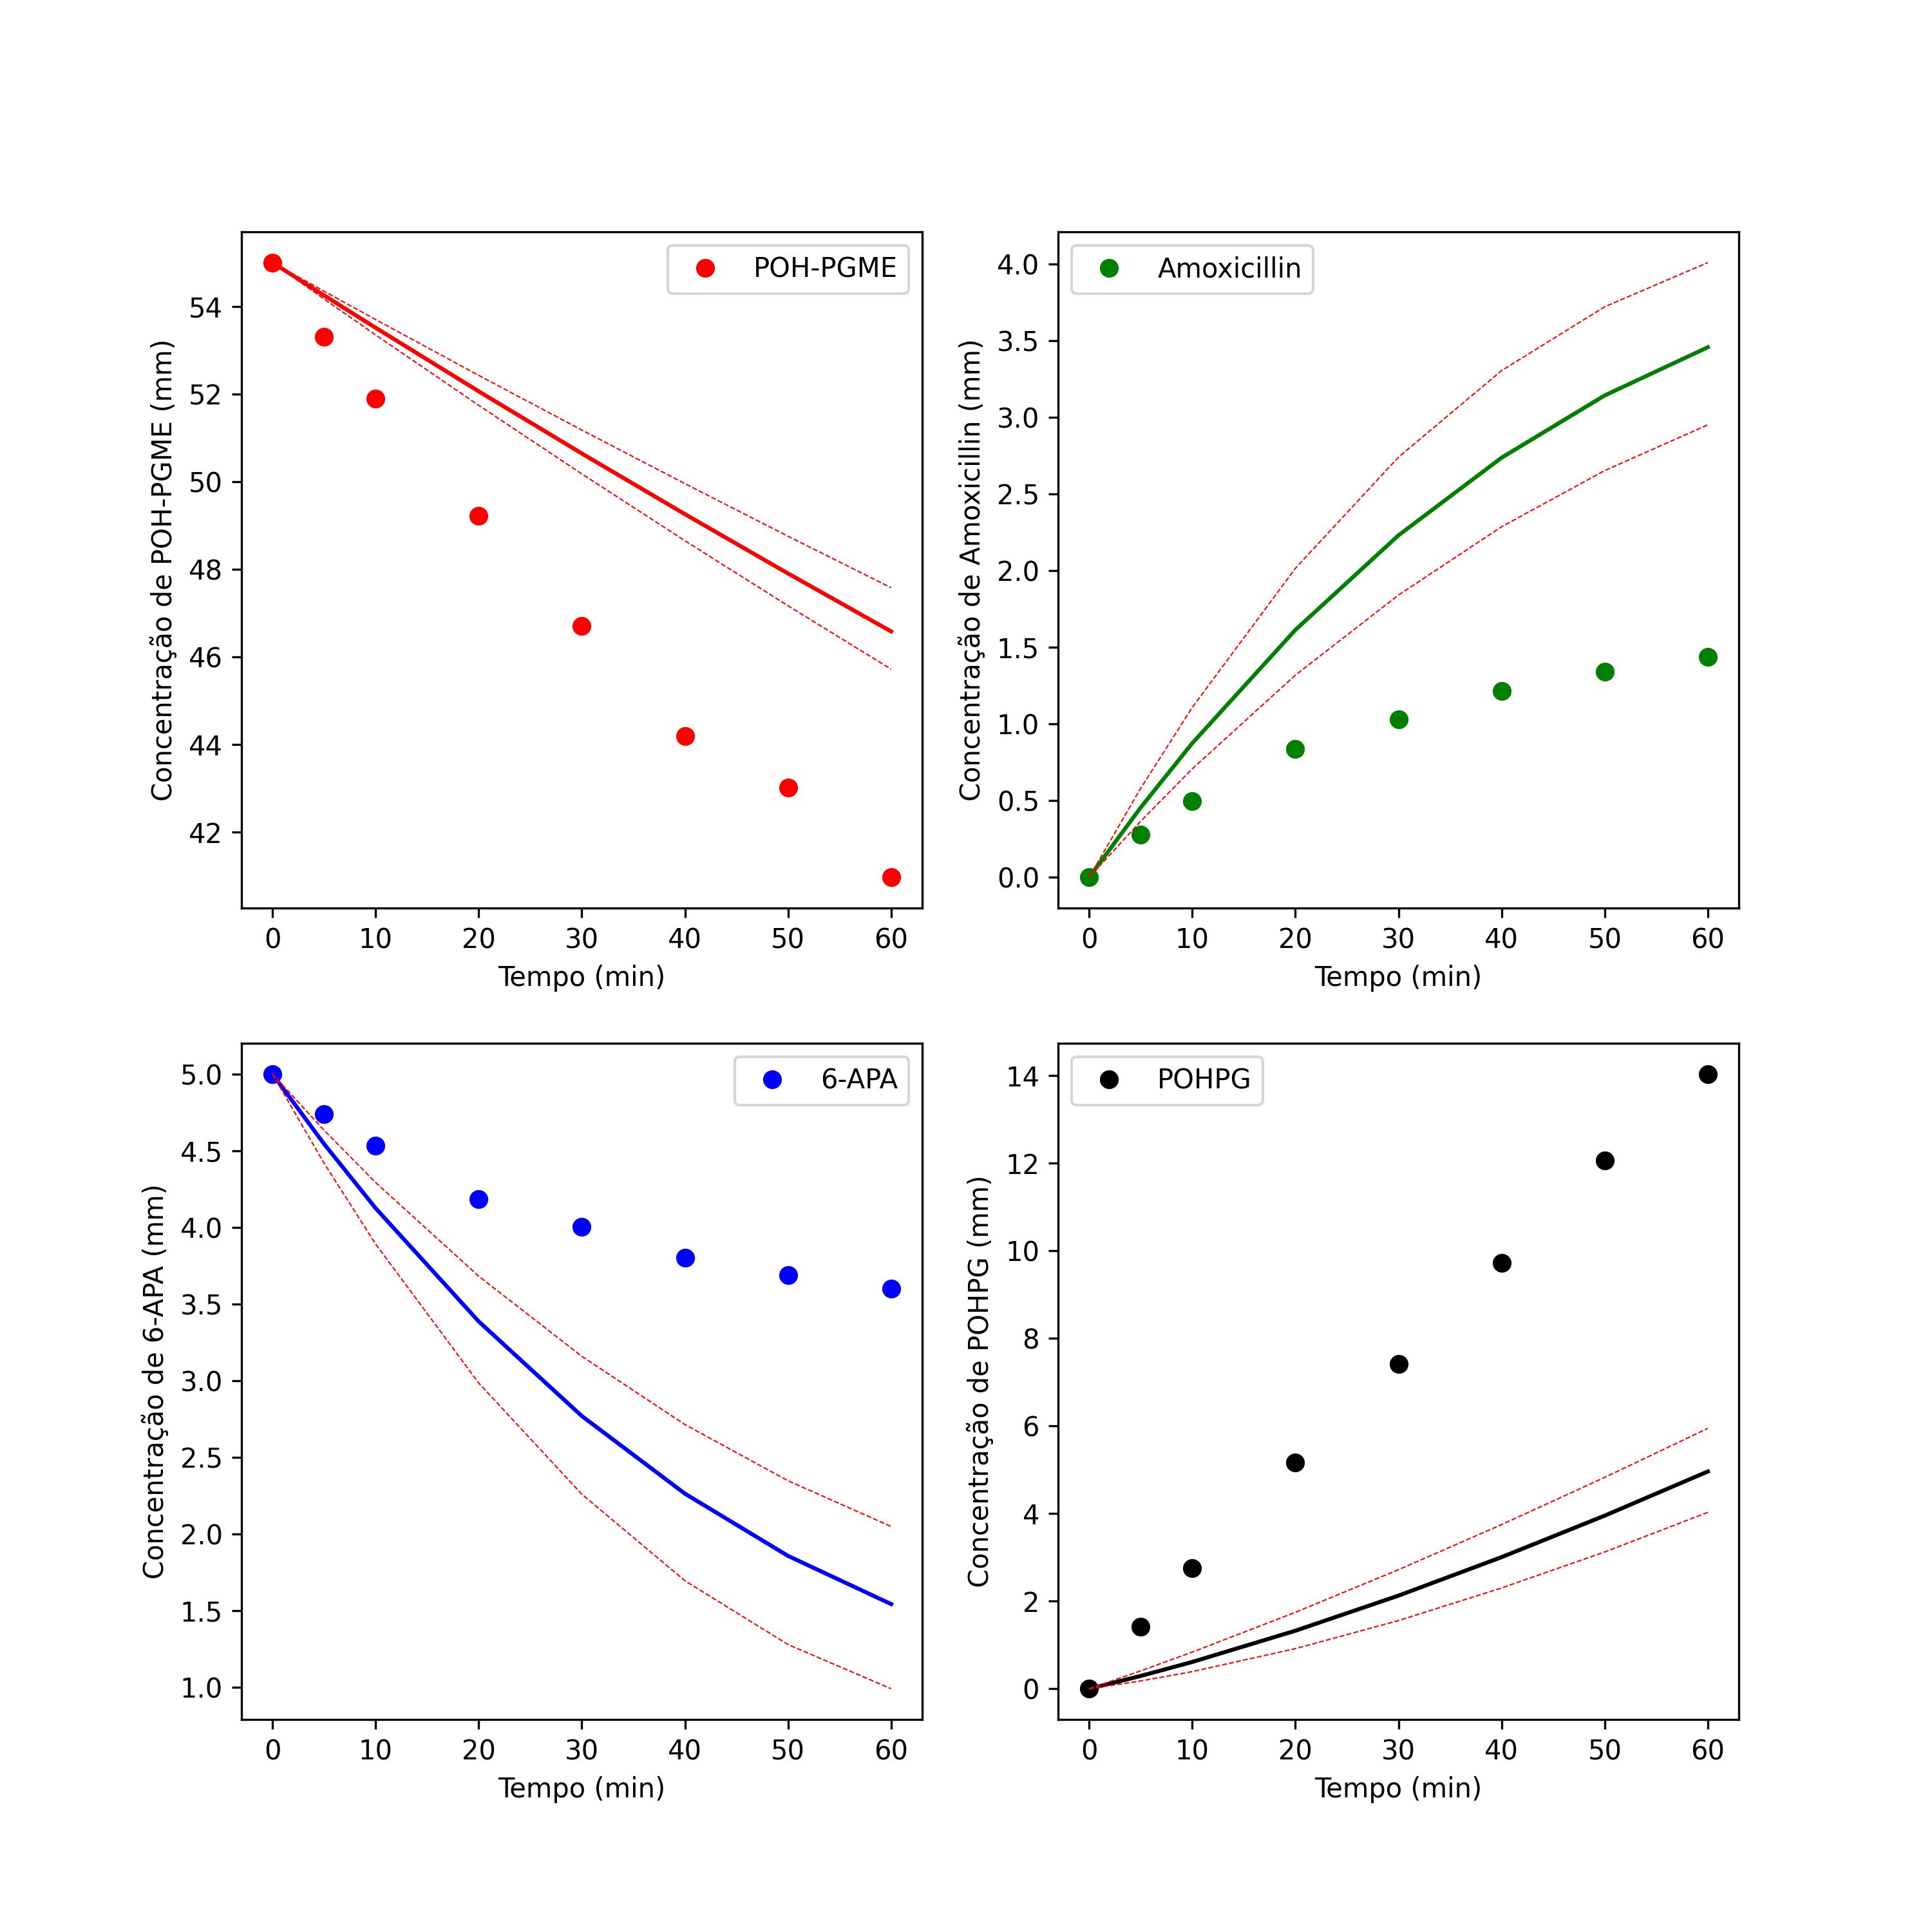 POH-PGME
Concentração de POH-PGME (mm)
54
52
50
48
46
44
42
0 10 20 30 40 50 60
Tempo (min)
Amoxicillin
Concentração de Amoxicillin (mm)
4.0
3.5
3.0
2.5
2.0
1.5
1.0
0.5
0.0
0 10 20 30 40 50 60
Tempo (min)
6-APA
Concentração de 6-APA (mm)
5.0
4.5
4.0
3.5
3.0
2.5
2.0
1.5
1.0
0 10 20 30 40 50 60
Tempo (min)
POHPG
Concentração de POHPG (mm)
14
12
10
8
6
4
2
0
0 10 20 30 40 50 60
Tempo (min)